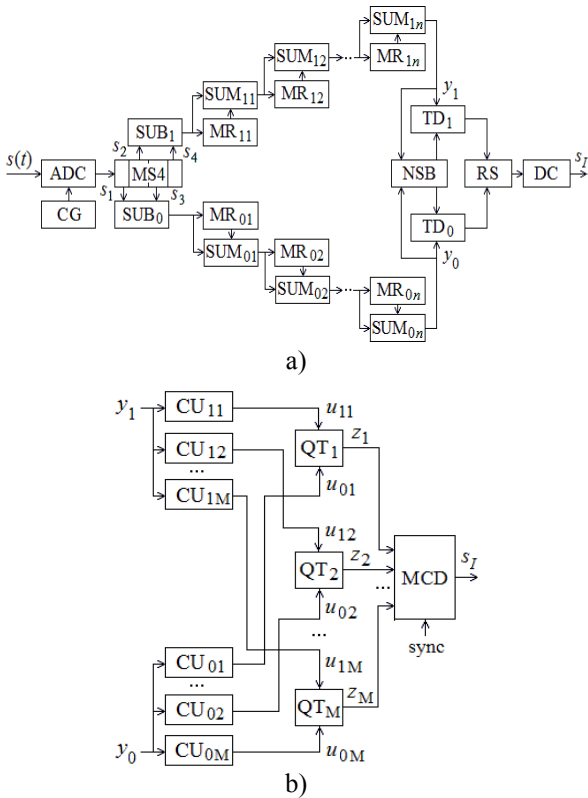 SUM1n
SUM12 ... MR1n
SUM11 MR12 y1
s2 SUB1 MR11 TD1
s(t) s4 sI
ADC MS4 NSB RS DC
s1 s3
CG SUB0 MR01 TD0
SUM01 MR02 y0
SUM02 ... MR0n
SUM0n
a)
y1 CU11 u11
CU12 QT1 z1
...
CU1M u01
u12
QT2 z2 MCD sI
...
u02
CU01 ... sync
...
CU02 u1M
QTM zM
y0 CU0M u0M
b)